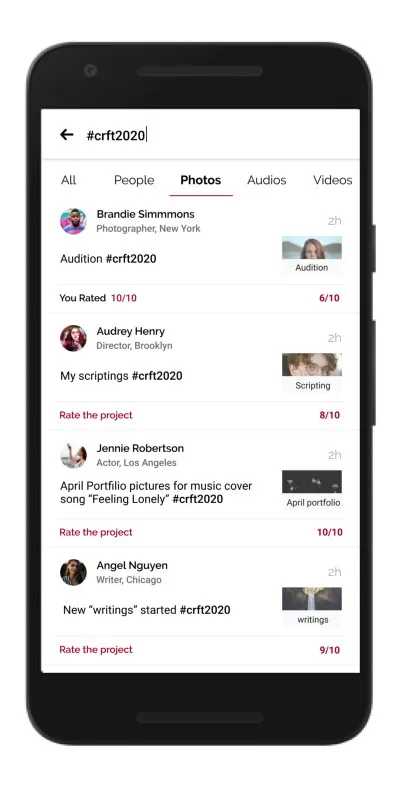 #crft2020
All People Photos Audios Videos
Brandie Simmmons 2h
Photographer, New York
Audition #crft2020
Audition
You Rated 10/10 6/10
Audrey Henry 2h
Director, Brooklyn
My scriptings #crft2020
Scripting
Rate the project 8/10
Jennie Robertson 2h
Actor, Los Angeles
April Portfilio pictures for music cover
song “Feeling Lonely” #crft2020
April portfolio
Rate the project 10/10
Angel Nguyen 2h
Writer, Chicago
New “writings” started #crft2020
writings
Rate the project 9/10